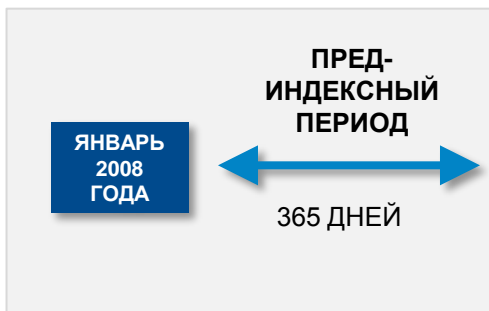 ПРЕД-
ИНДЕКСНЫЙ
ПЕРИОД
ЯНВАРЬ
2008
ГОДА
365 ДНЕЙ